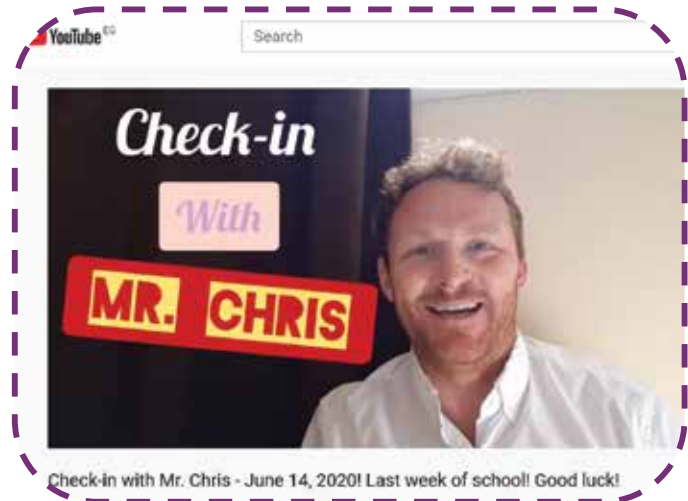 YouTube EG
Search
Check-in
With
MR. CHRIS
Check-in with Mr. Chris - June 14, 2020! Last week of school! Good luck!